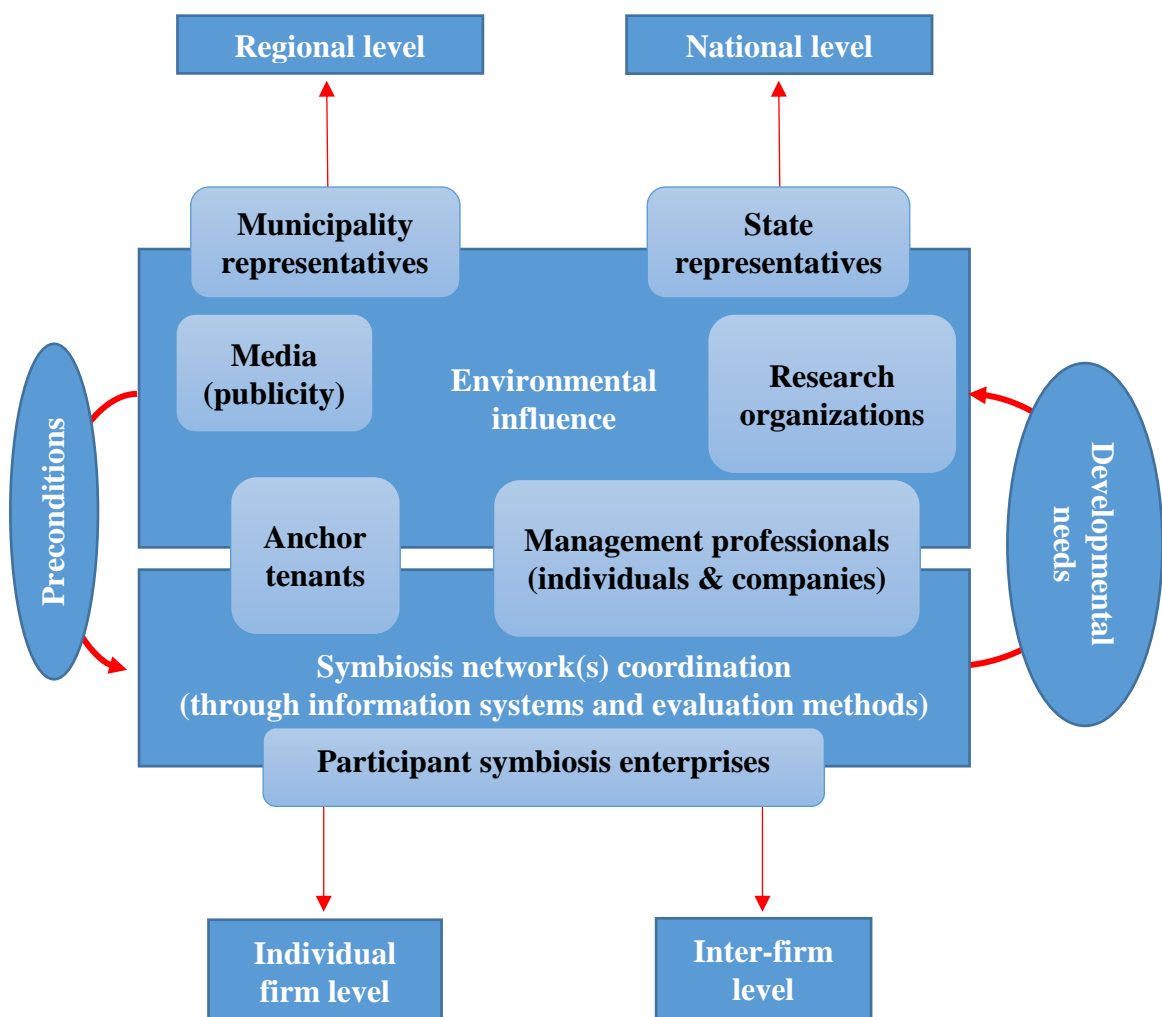 Regional level
National level
Municipality
representatives
State
representatives
Media
(publicity)
Environmental
influence
Research
organizations
Preconditions
Developmental
needs
Anchor
tenants
Management professionals
(individuals & companies)
Symbiosis network(s) coordination
(through information systems and evaluation methods)
Participant symbiosis enterprises
Individual
firm level
Inter-firm
level